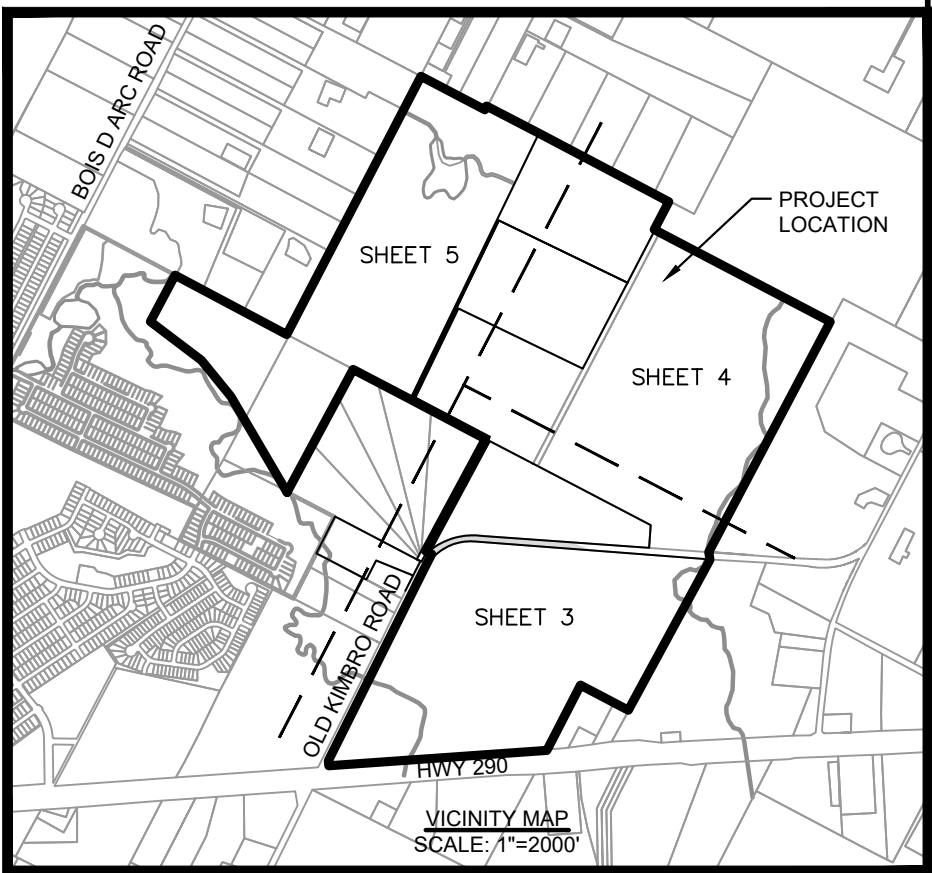 BOIS D ARC ROAD
PROJECT
LOCATION
SHEET 5
SHEET 4
SHEET 3
OLD KIMBRO ROAD
HWY 290
VICINITY MAP
SCALE: 1"=2000'